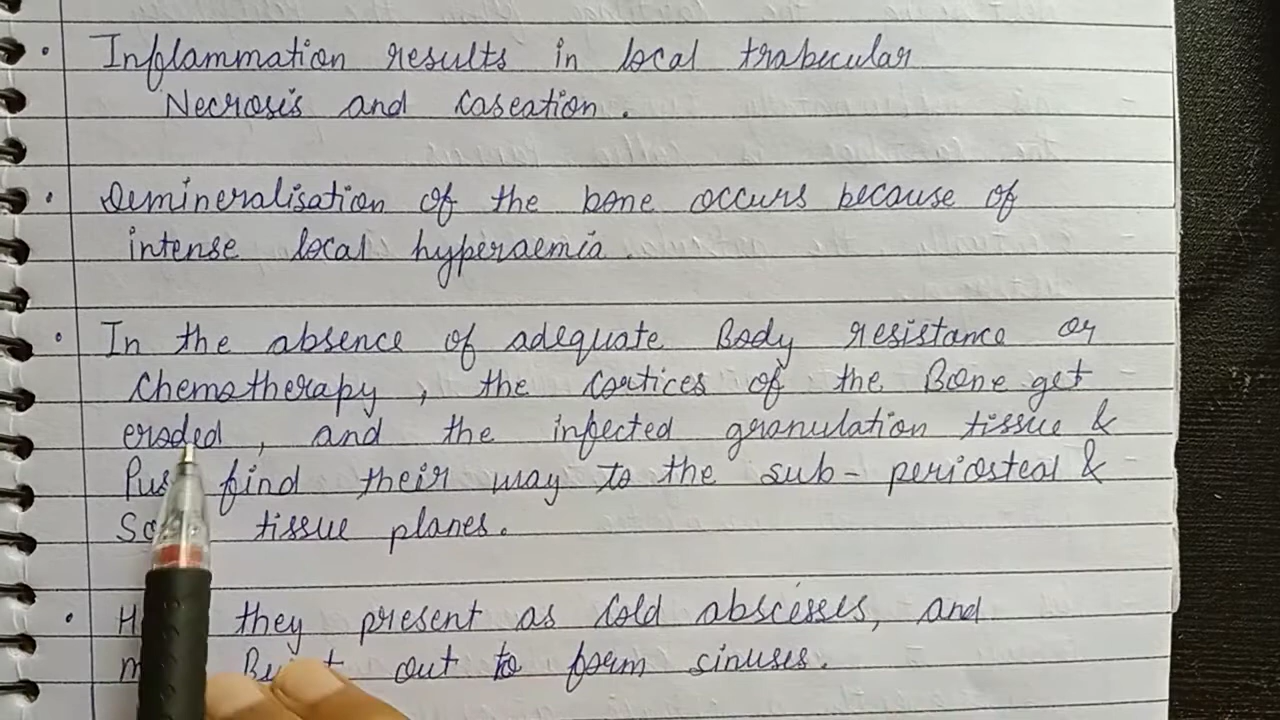 • Inflammation results in local trabecular
Necrosis and caseation.
• Demineralisation of the bone occurs because of
intense local hyperaemia.
• In the absence of adequate Body resistance or
chemotherapy, the cortices of the Bone get
eroded, and the infected granulation tissue &
Pus find their way to the sub-periosteal &
tissue planes.
• they present as cold abscesses, and
out to form sinuses.